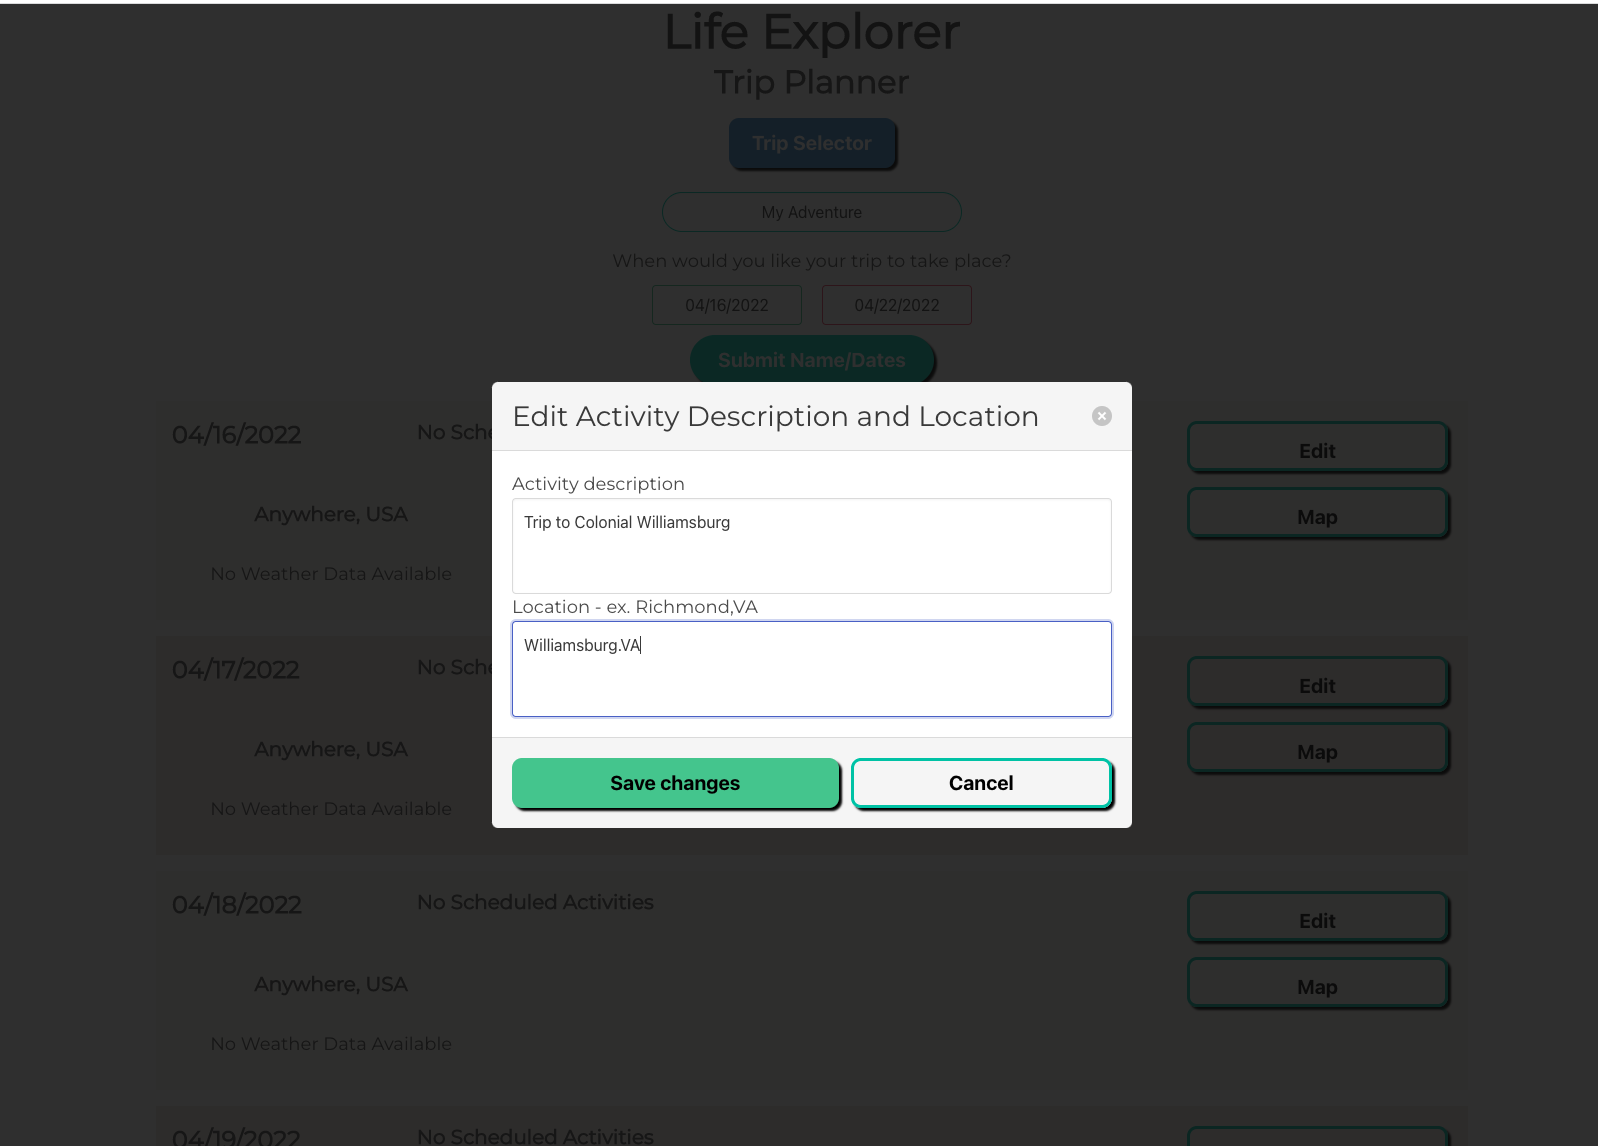 Life Explorer
Trip Planner
Trip Selector
My Adventure
When would you like your trip to take place?
04/16/2022 04/22/2022
Submit Name/Dates
Edit Activity Description and Location
Activity description
Trip to Colonial Williamsburg
Location - ex. Richmond,VA
Williamsburg.VA
Save changes Cancel
04/16/2022 No Sche
Edit
Anywhere, USA
Map
No Weather Data Available
04/17/2022 No Sche
Edit
Anywhere, USA
Map
No Weather Data Available
04/18/2022 No Scheduled Activities
Edit
Anywhere, USA
Map
No Weather Data Available
04/19/2022 No Scheduled Activities